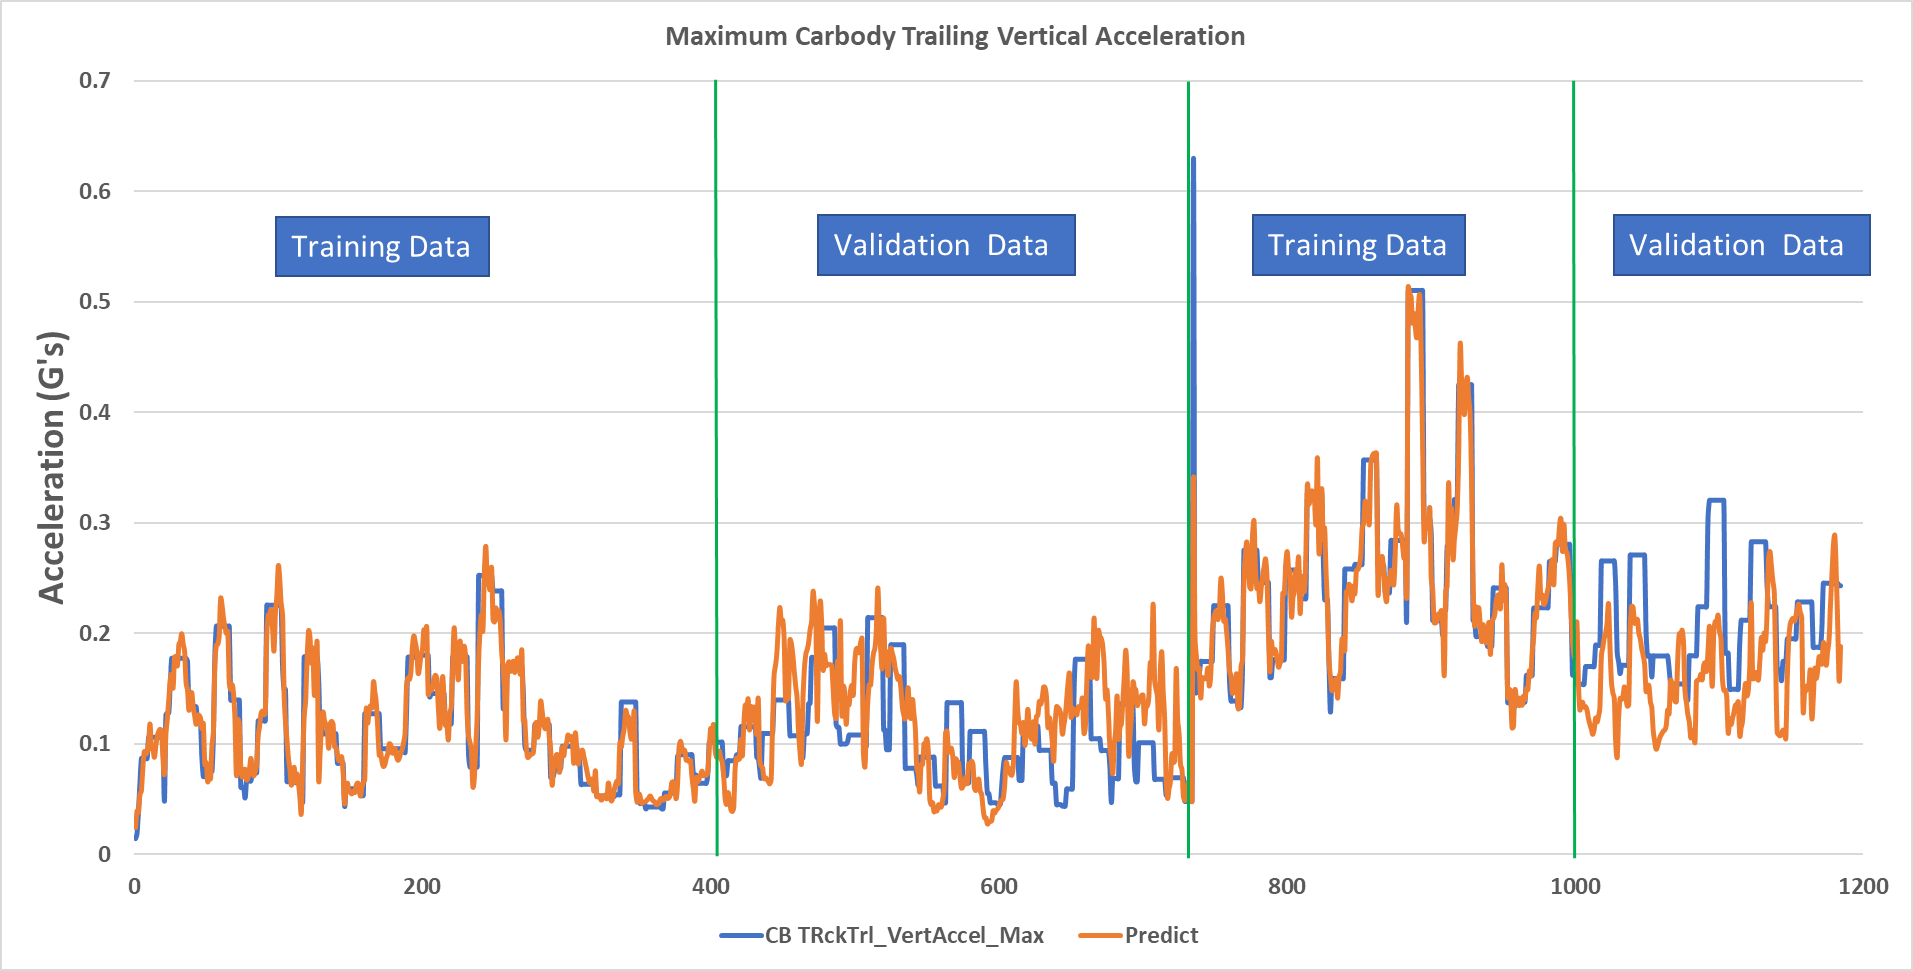 Maximum Carbody Trailing Vertical Acceleration
Acceleration (G's)
0.7
0.6
0.5
0.4
0.3
0.2
0.1
0
Training Data
Validation  Data
Training Data
Validation  Data
0 200 400 600 800 1000 1200
CB TRckTrl_VertAccel_Max Predict